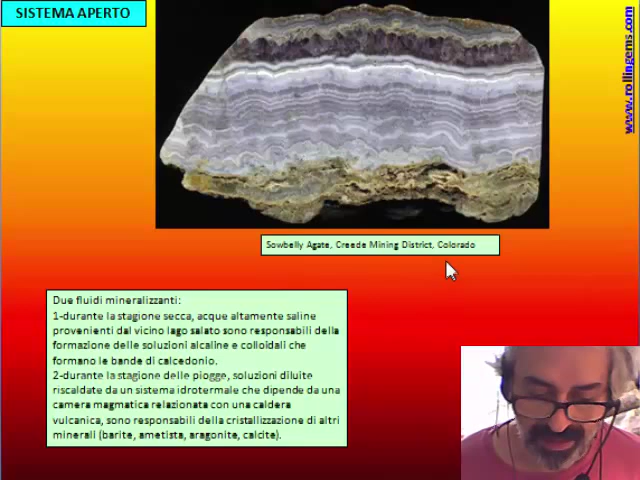 SISTEMA APERTO
www.rollingems.com
Sowbelly Agate, Creede Mining District, Colorado
Due fluidi mineralizzanti:
1-durante la stagione secca, acque altamente saline
provenienti dal vicino lago salato sono responsabili della
formazione delle soluzioni alcaline e colloidali che
formano le bande di calcedonio.
2-durante la stagione delle piogge, soluzioni diluite
riscaldate da un sistema idrotermale che dipende da una
camera magmatica relazionata con una caldera
vulcanica, sono responsabili della cristallizzazione di altri
minerali (barite, ametista, aragonite, calcite).